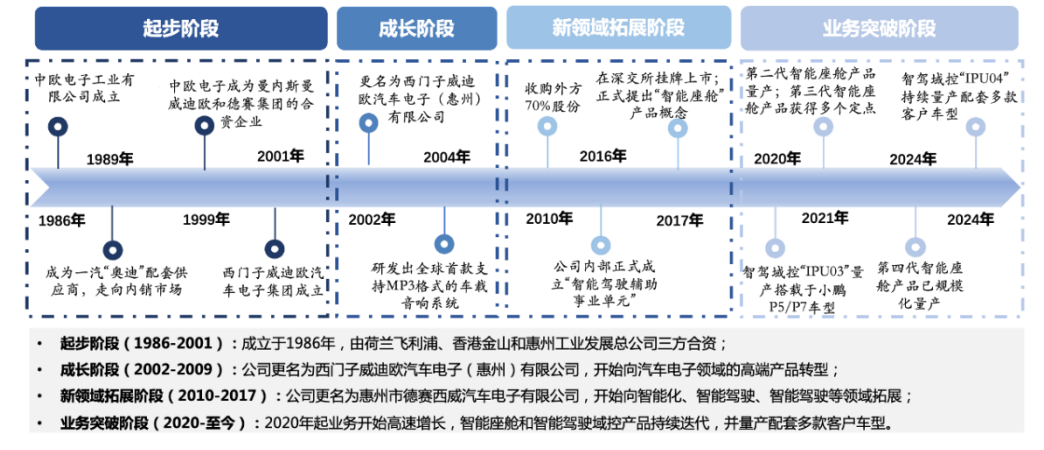 起步阶段
成长阶段
新领域拓展阶段
业务突破阶段
中欧电子工业有
限公司成立
中欧电子成为曼内斯曼
威迪欧和德赛集团的合
资企业
更名为西门子威迪
欧汽车电子（惠州）
有限公司
收购外方
70%股份
在深交所挂牌上市；
正式提出“智能座舱”
产品概念
第二代智能座舱产品
量产；第三代智能座
舱产品获得多个定点
智驾域控“IPU04”
持续量产配套多款
客户车型
1989年
2001年
2004年
2016年
2020年
2024年
1986年
1999年
2002年
2010年
2017年
2021年
2024年
成为一汽“奥迪”配套供
应商，走向内销市场
西门子威迪欧汽
车电子集团成立
研发出全球首款支
持MP3格式的车载
音响系统
公司内部正式成
立“智能驾驶辅助
事业单元”
智驾域控“IPU03”量
产搭载于小鹏
P5/P7车型
第四代智能座
舱产品已规模
化量产
• 起步阶段（1986-2001）：成立于1986年，由荷兰飞利浦、香港金山和惠州工业发展总公司三方合资；
• 成长阶段（2002-2009）：公司更名为西门子威迪欧汽车电子（惠州）有限公司，开始向汽车电子领域的高端产品转型；
• 新领域拓展阶段（2010-2017）：公司更名为惠州市德赛西威汽车电子有限公司，开始向智能化、智能驾驶、智能驾驶等领域拓展；
• 业务突破阶段（2020-至今）：2020年起业务开始高速增长，智能座舱和智能驾驶域控产品持续迭代，并量产配套多款客户车型。